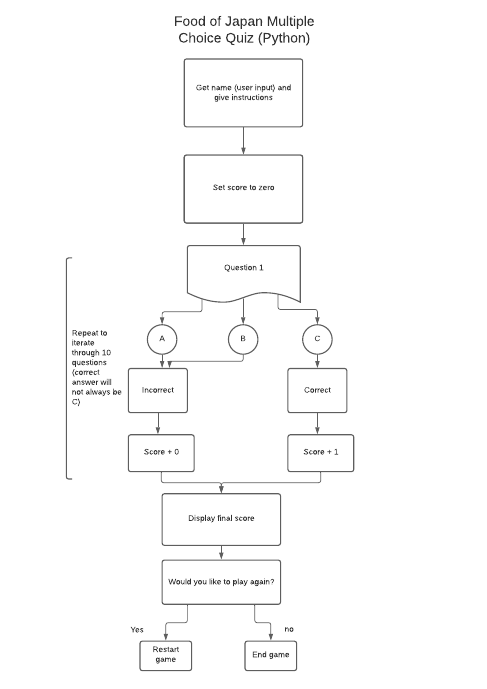 Food of Japan Multiple
Choice Quiz (Python)
Get name (user input) and
give instructions
Set score to zero
Question 1
A
B
C
Repeat to
iterate
through 10
questions
(correct
answer will
not always be
C)
Incorrect
Correct
Score + 0
Score + 1
Display final score
Would you like to play again?
Yes
no
Restart
game
End game